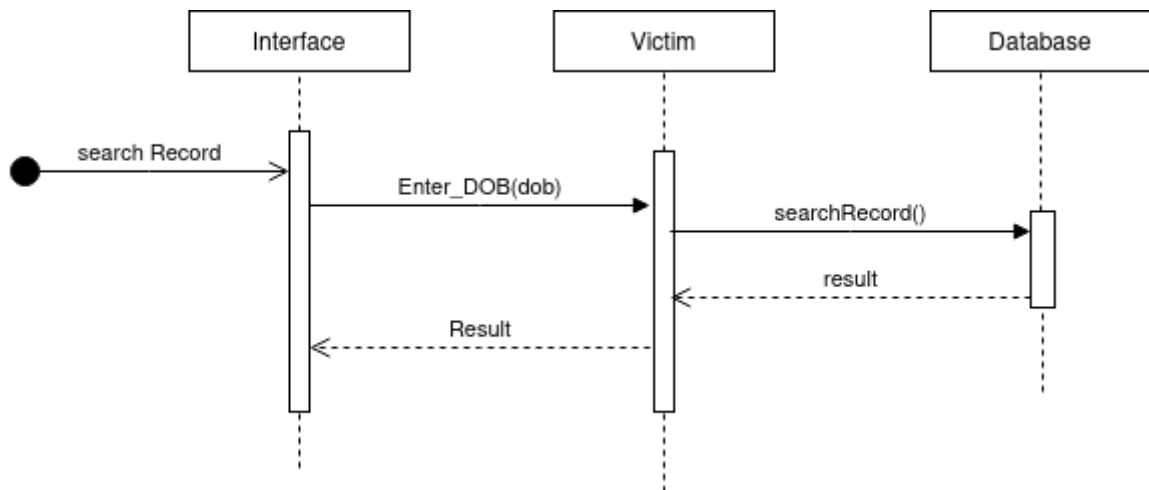 Interface
Victim
Database
search Record
Enter_DOB(dob)
searchRecord()
result
Result